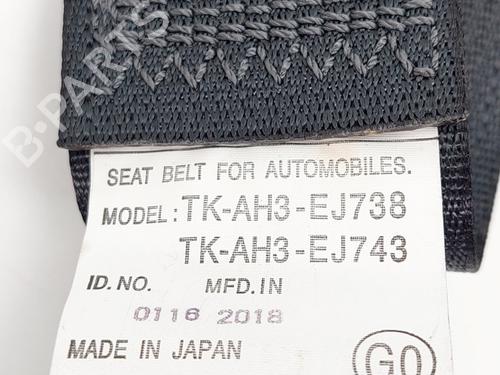 B-PARTS
SEAT BELT FOR AUTOMOBILES.
MODEL: TK-AH3-EJ738
TK-AH3-EJ743
ID. NO. MFD. IN
0116 2018
MADE IN JAPAN GO